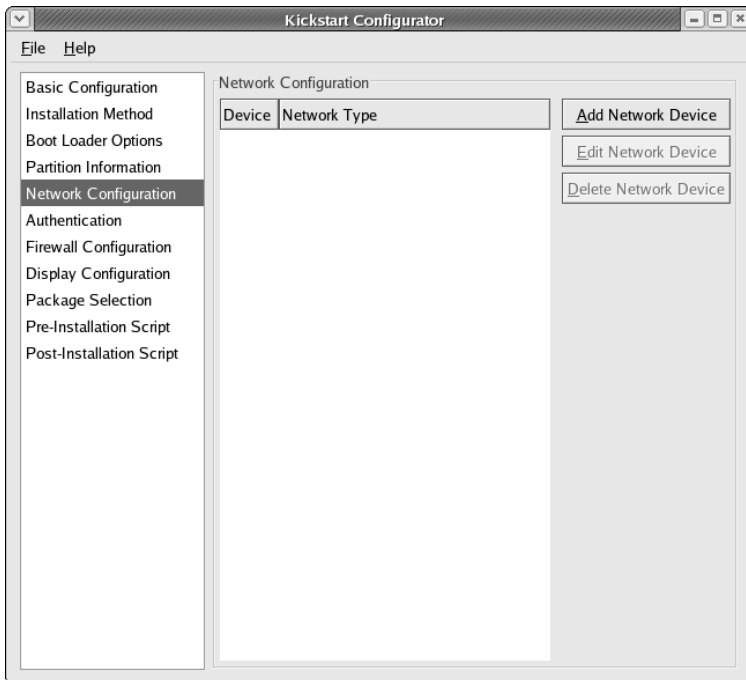 Kickstart Configurator
File Help
Basic Configuration
Installation Method
Boot Loader Options
Partition Information
Network Configuration
Authentication
Firewall Configuration
Display Configuration
Package Selection
Pre-Installation Script
Post-Installation Script
Network Configuration
Device Network Type
Add Network Device
Edit Network Device
Delete Network Device